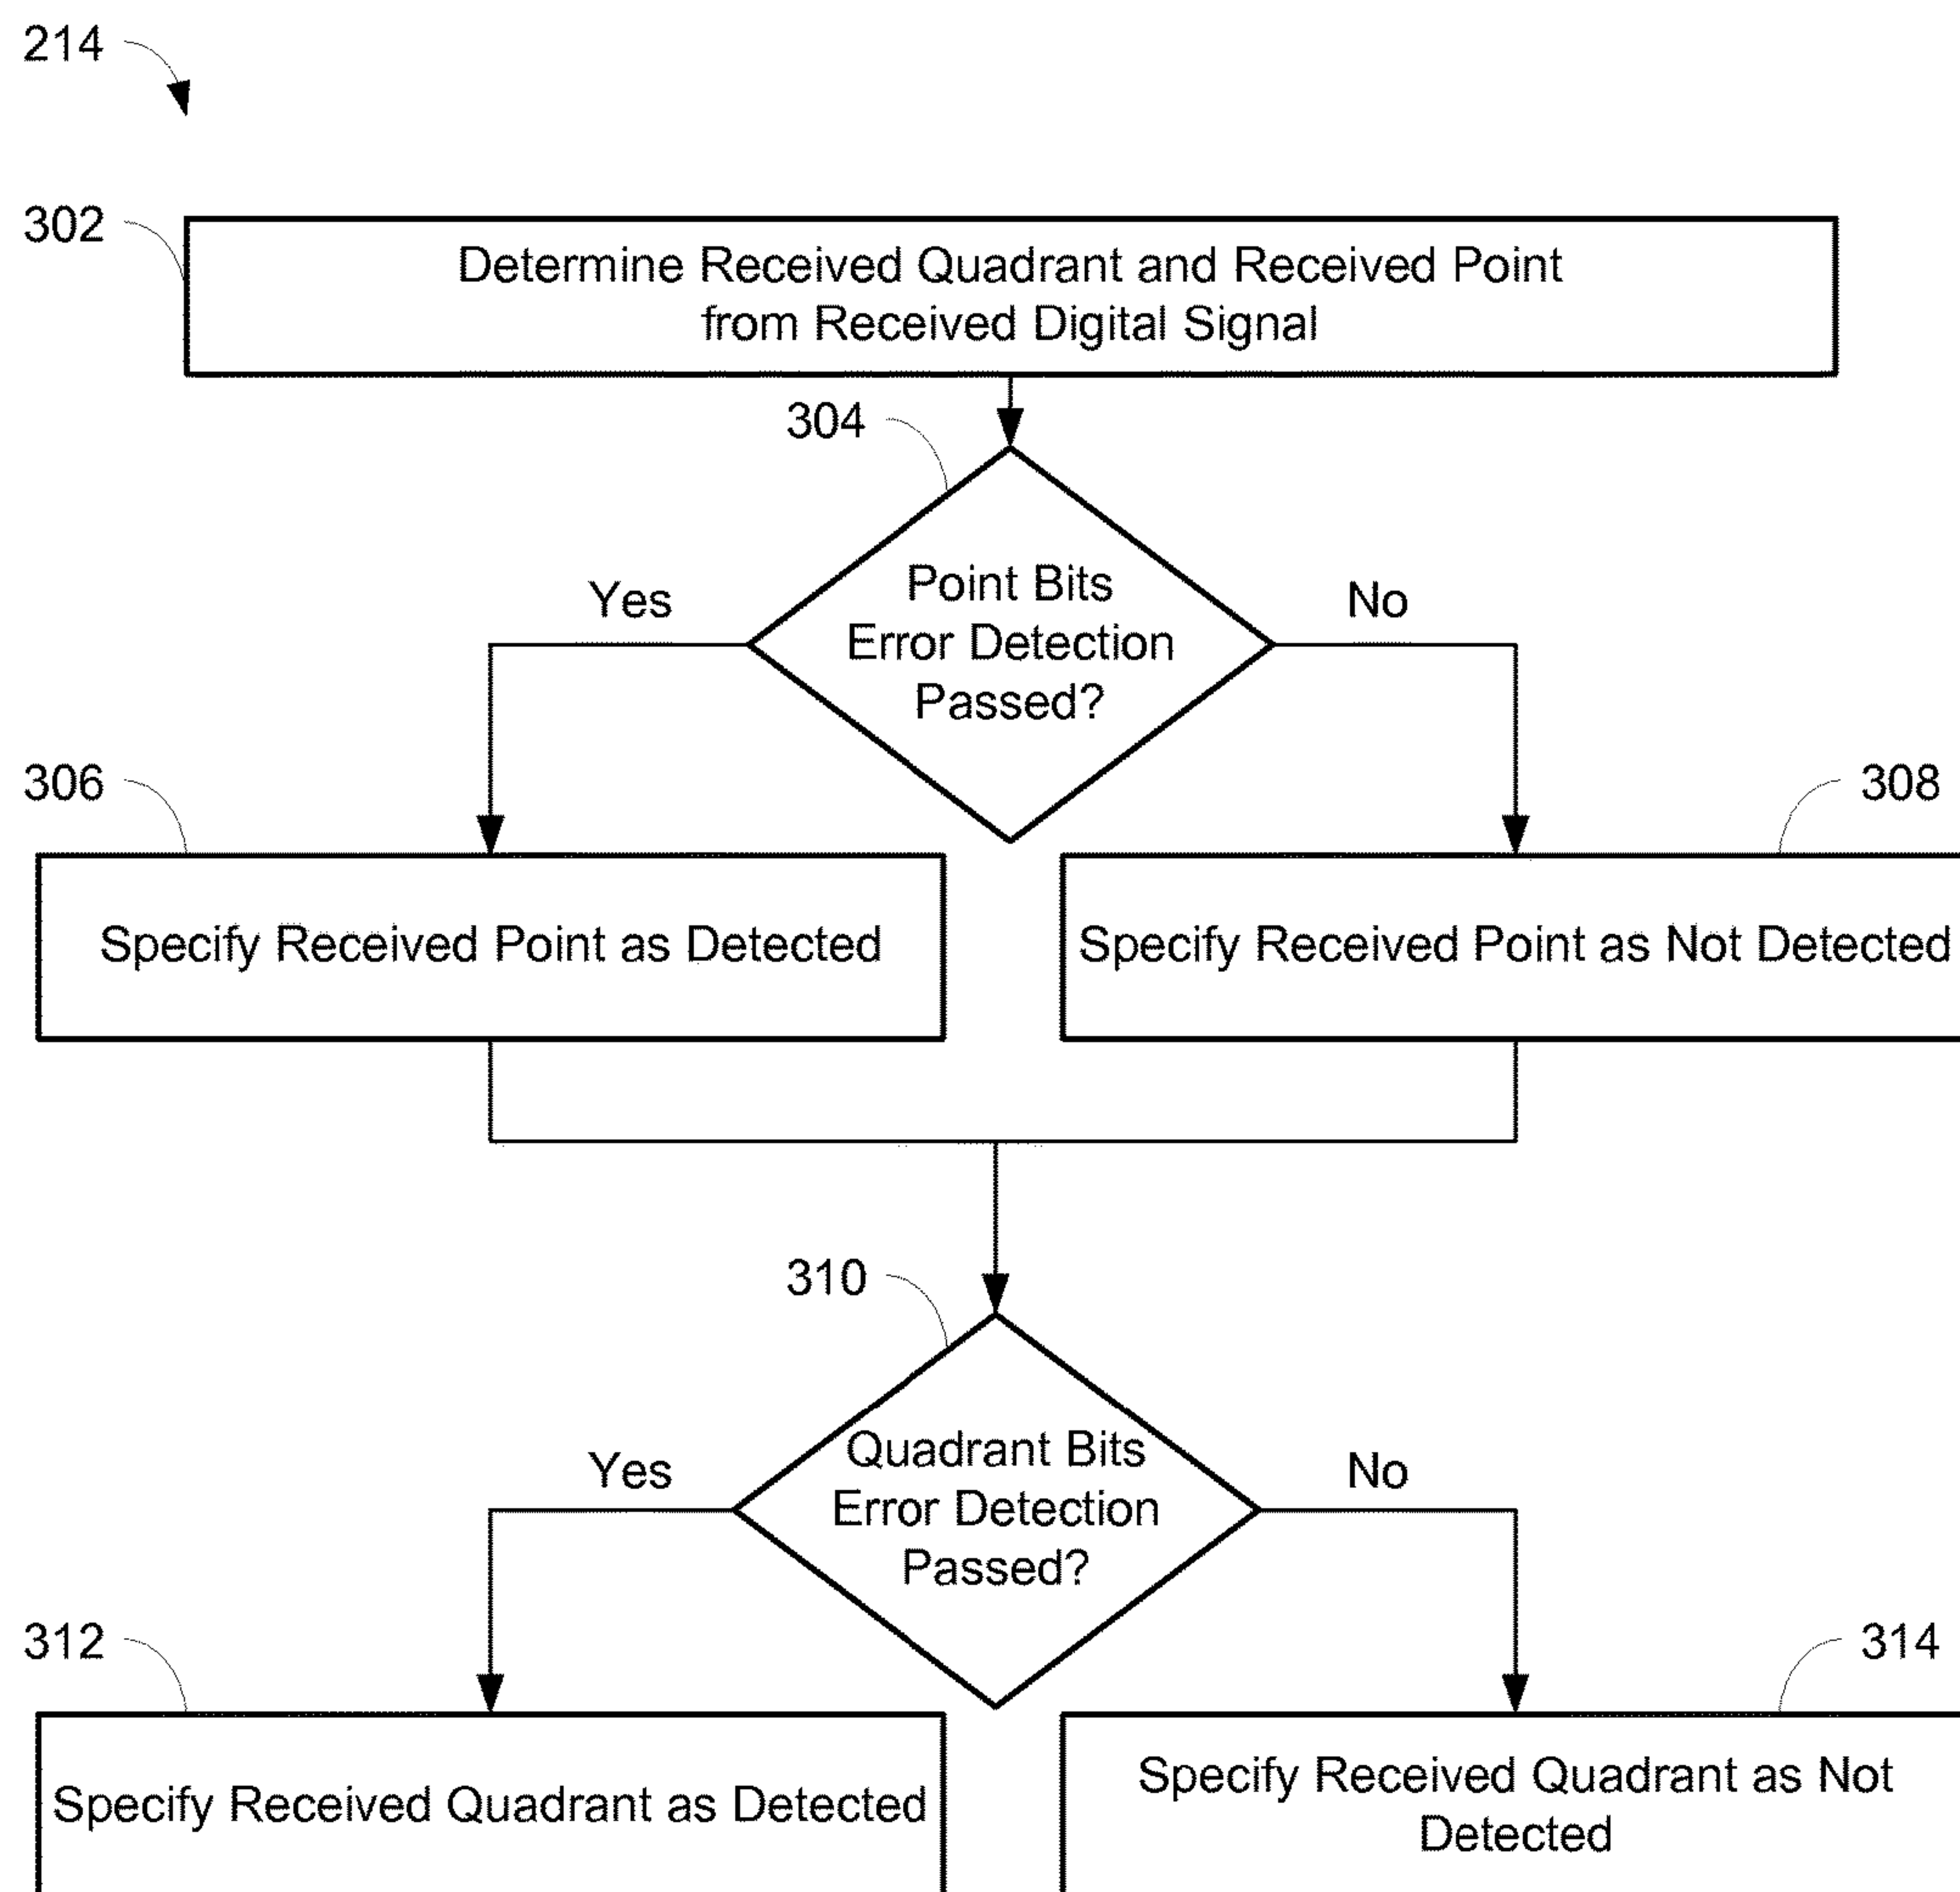 214
302
Determine Received Quadrant and Received Point
from Received Digital Signal
304
Point Bits
Error Detection
Passed?
Yes
No
306
308
Specify Received Point as Detected
Specify Received Point as Not Detected
310
Quadrant Bits
Error Detection
Passed?
Yes
No
312
314
Specify Received Quadrant as Detected
Specify Received Quadrant as Not
Detected